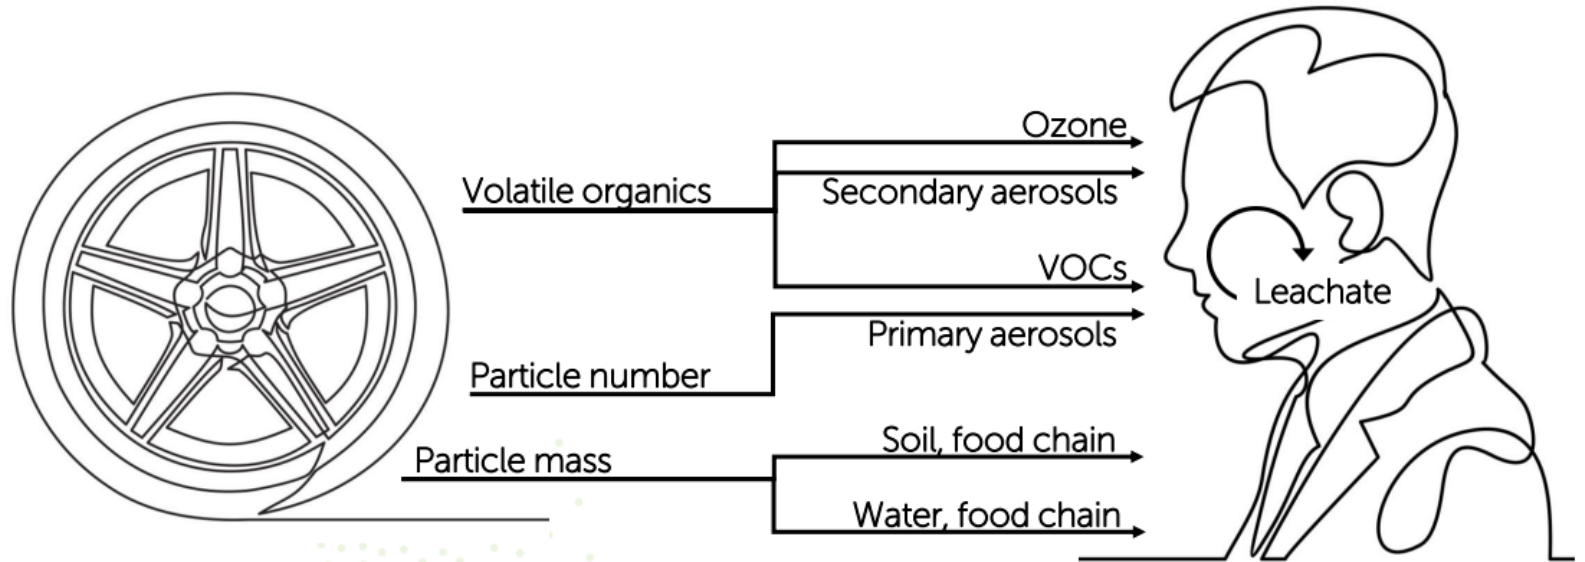 Ozone
Volatile organics
Secondary aerosols
VOCs
Leachate
Primary aerosols
Particle number
Soil, food chain
Particle mass
Water, food chain